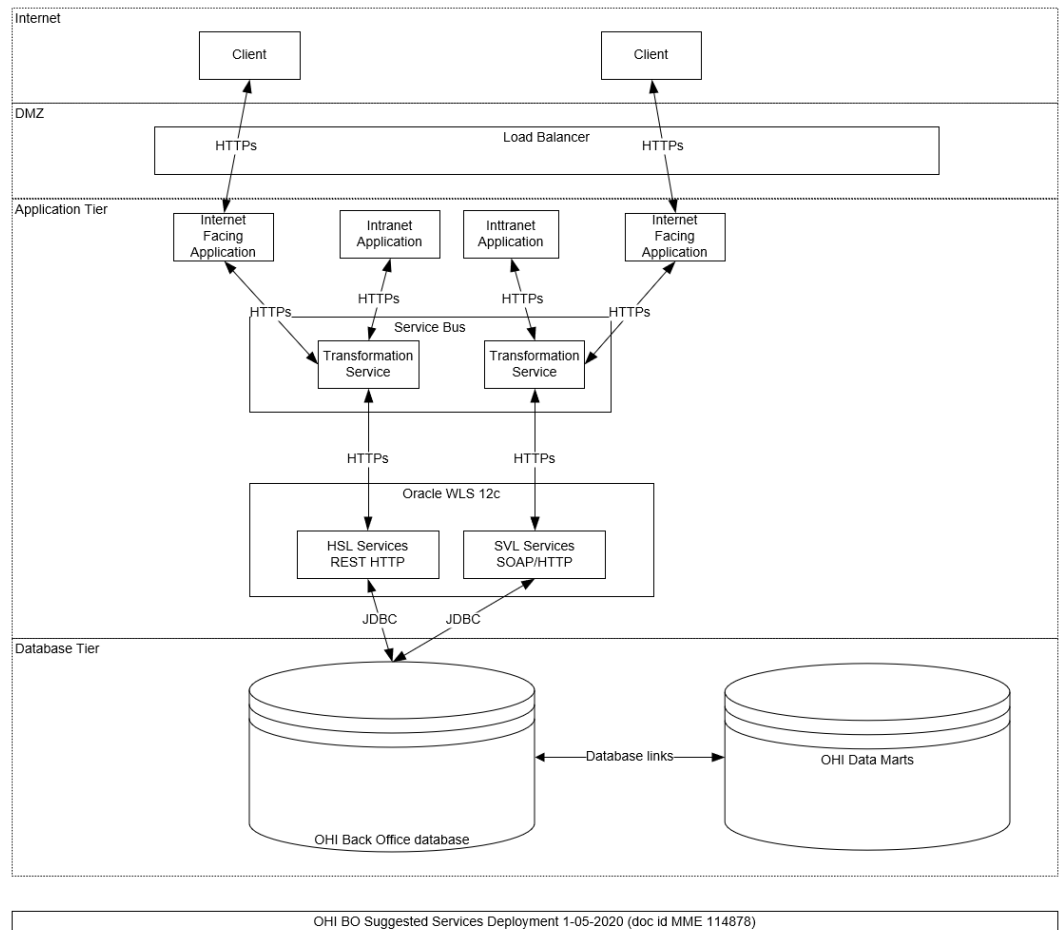 Internet
Client
Client
DMZ
Load Balancer
HTTPs
HTTPs
Application Tier
Internet
Facing
Application
Intranet
Application
Inttranet
Application
Internet
Facing
Application
HTTPs
HTTPs
HTTPs
HTTPs
Service Bus
Transformation
Service
Transformation
Service
HTTPs
HTTPs
Oracle WLS 12c
HSL Services
REST HTTP
SVL Services
SOAP/HTTP
JDBC
JDBC
Database Tier
Database links
OHI Data Marts
OHI Back Office database
OHI BO Suggested Services Deployment 1-05-2020 (doc id MME 114878)